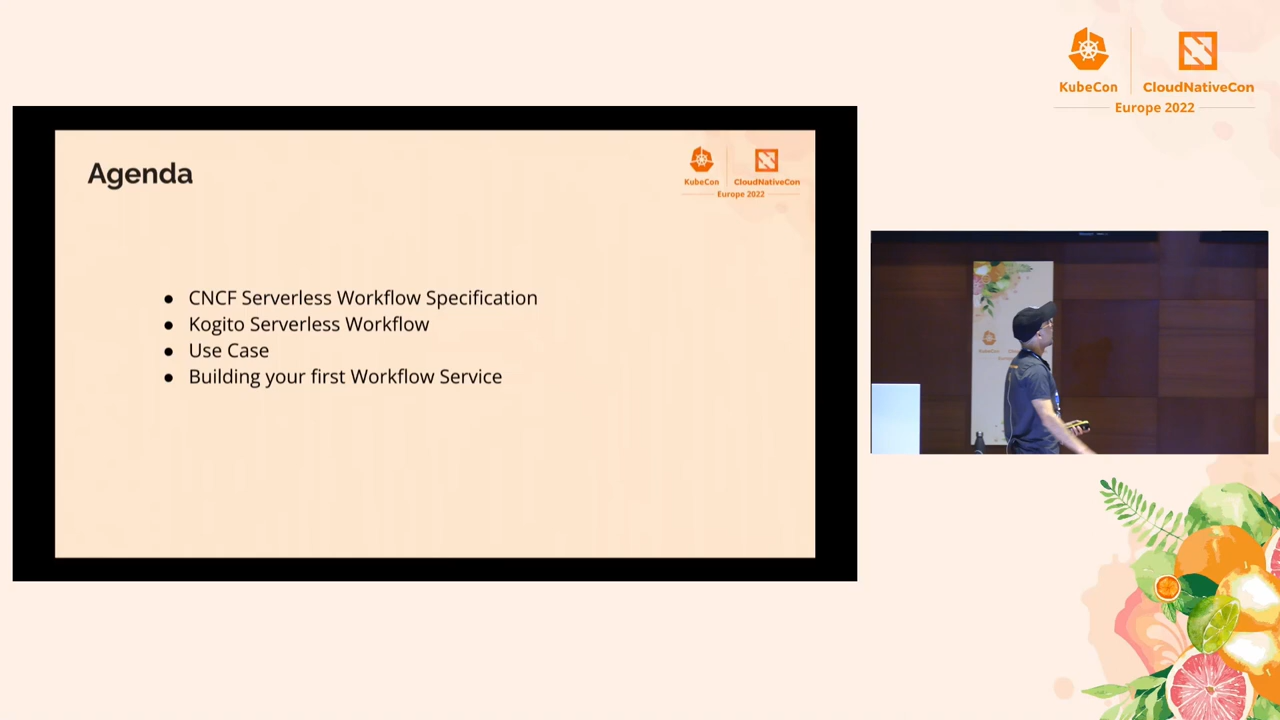 KubeCon
CloudNativeCon
Europe 2022
Agenda
KubeCon
CloudNativeCon
Europe 2022
● CNCF Serverless Workflow Specification
● Kogito Serverless Workflow
● Use Case
● Building your first Workflow Service